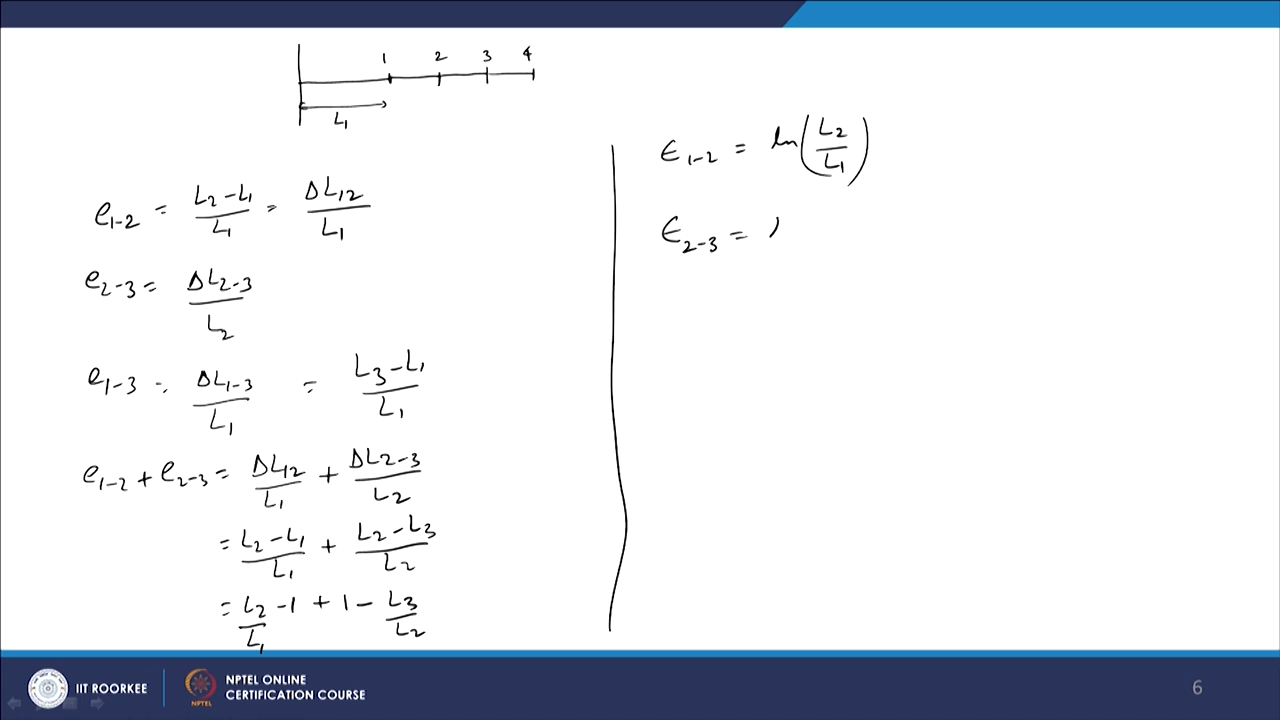 1 2 3 4
L₁
e₁₋₂ = (L₂ - L₁)/L₁ = ΔL₁₂/L₁
e₂₋₃ = ΔL₂₋₃/L₂
e₁₋₃ = ΔL₁₋₃/L₁ = (L₃ - L₁)/L₁
e₁₋₂ + e₂₋₃ = ΔL₁₂/L₁ + ΔL₂₋₃/L₂
= (L₂ - L₁)/L₁ + (L₂ - L₃)/L₂
= L₂/L₁ - 1 + 1 - L₃/L₂
ϵ₁₋₂ = ln(L₂/L₁)
ϵ₂₋₃ =
IIT ROORKEE
NPTEL
NPTEL ONLINE
CERTIFICATION COURSE
6